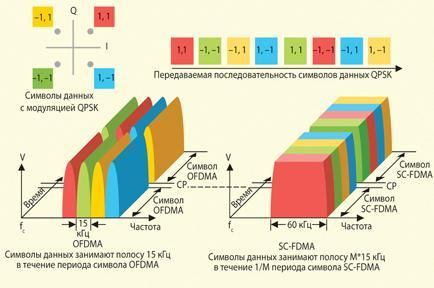 Q
-1, 1
1, 1
I
-1, -1
1, -1
Символы данных
с модуляцией QPSK
1,1
-1, -1
-1, 1
1, -1
-1, -1
1, 1
-1, 1
1, -1
Передаваемая последовательность символов данных QPSK
V
Время
Символ
OFDMA
CP
Символ
OFDMA
fc
15
кГц
Частота
OFDMA
Символы данных занимают полосу 15 кГц
в течение периода символа OFDMA
V
Время
Символ
SC-FDMA
CP
Символ
SC-FDMA
fc
60 кГц
Частота
SC-FDMA
Символы данных занимают полосу M*15 кГц
в течение 1/M периода символа SC-FDMA